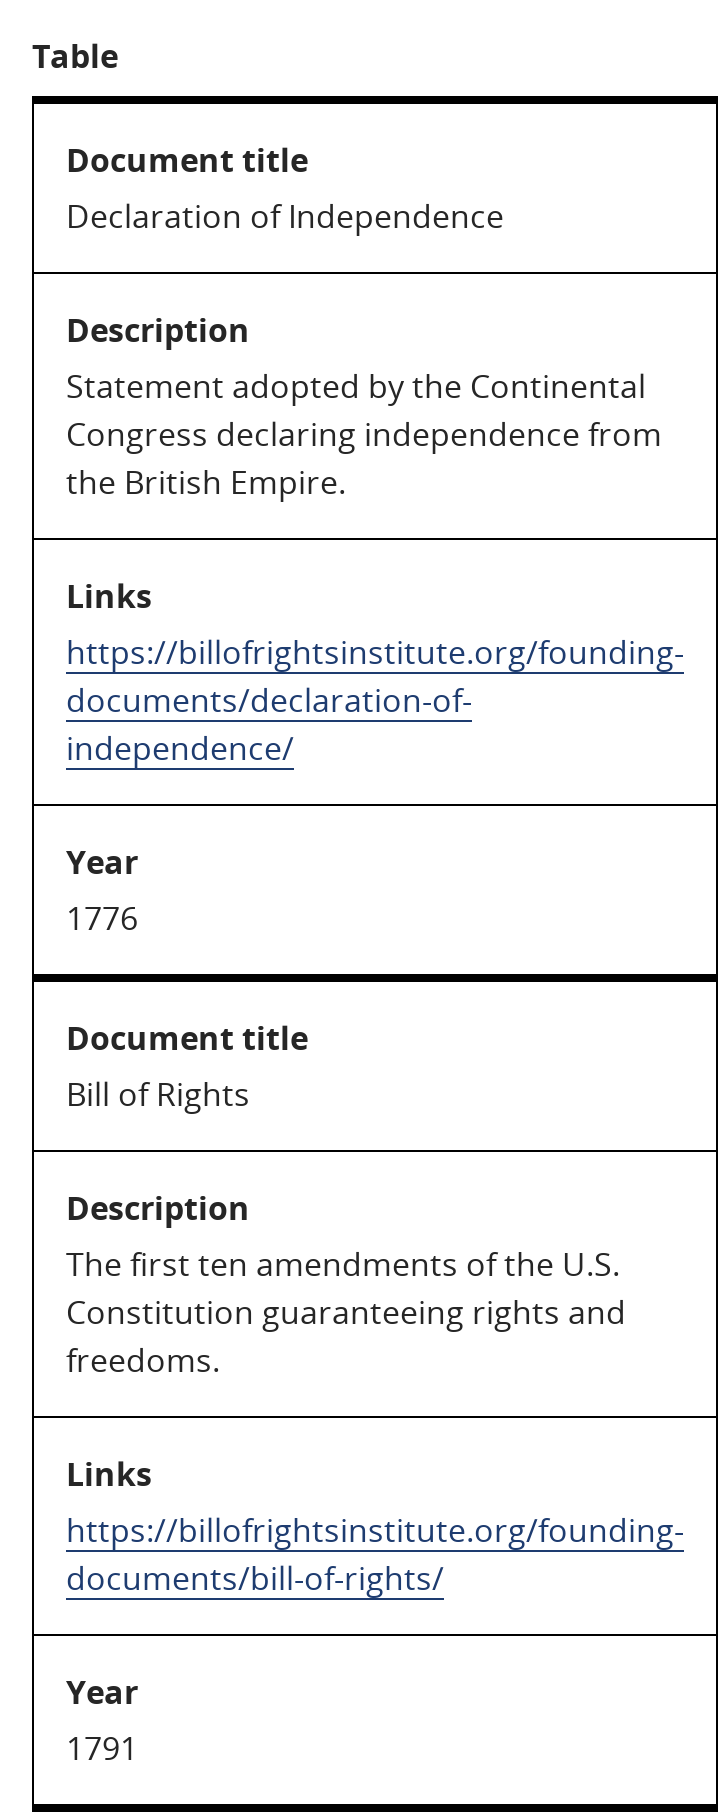 Table
Document title
Declaration of Independence
Description
Statement adopted by the Continental
Congress declaring independence from
the British Empire.
Links
https://billofrightsinstitute.org/founding-
documents/declaration-of-
independence/
Year
1776
Document title
Bill of Rights
Description
The first ten amendments of the U.S.
Constitution guaranteeing rights and
freedoms.
Links
https://billofrightsinstitute.org/founding-
documents/bill-of-rights/
Year
1791